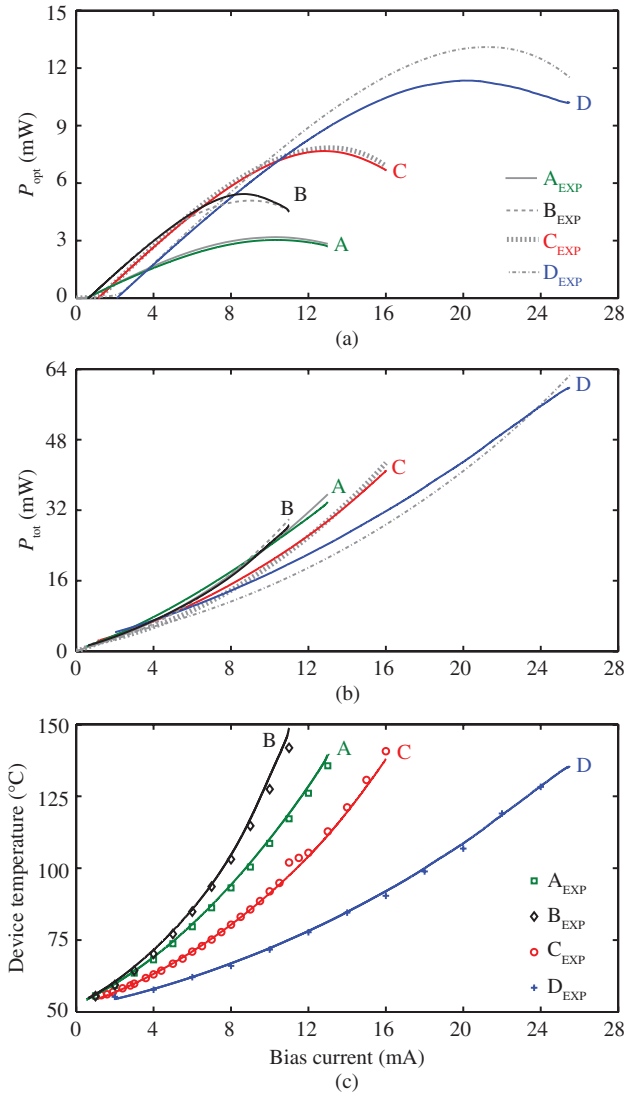 15
12
9
6
3
0
P_opt (mW)
A
B
C
D
A_EXP
B_EXP
C_EXP
D_EXP
0 4 8 12 16 20 24 28
(a)
64
48
32
16
0
P_tot (mW)
A
B
C
D
0 4 8 12 16 20 24 28
(b)
150
125
100
75
50
Device temperature (°C)
B
A
C
D
A_EXP
B_EXP
C_EXP
D_EXP
0 4 8 12 16 20 24 28
Bias current (mA)
(c)